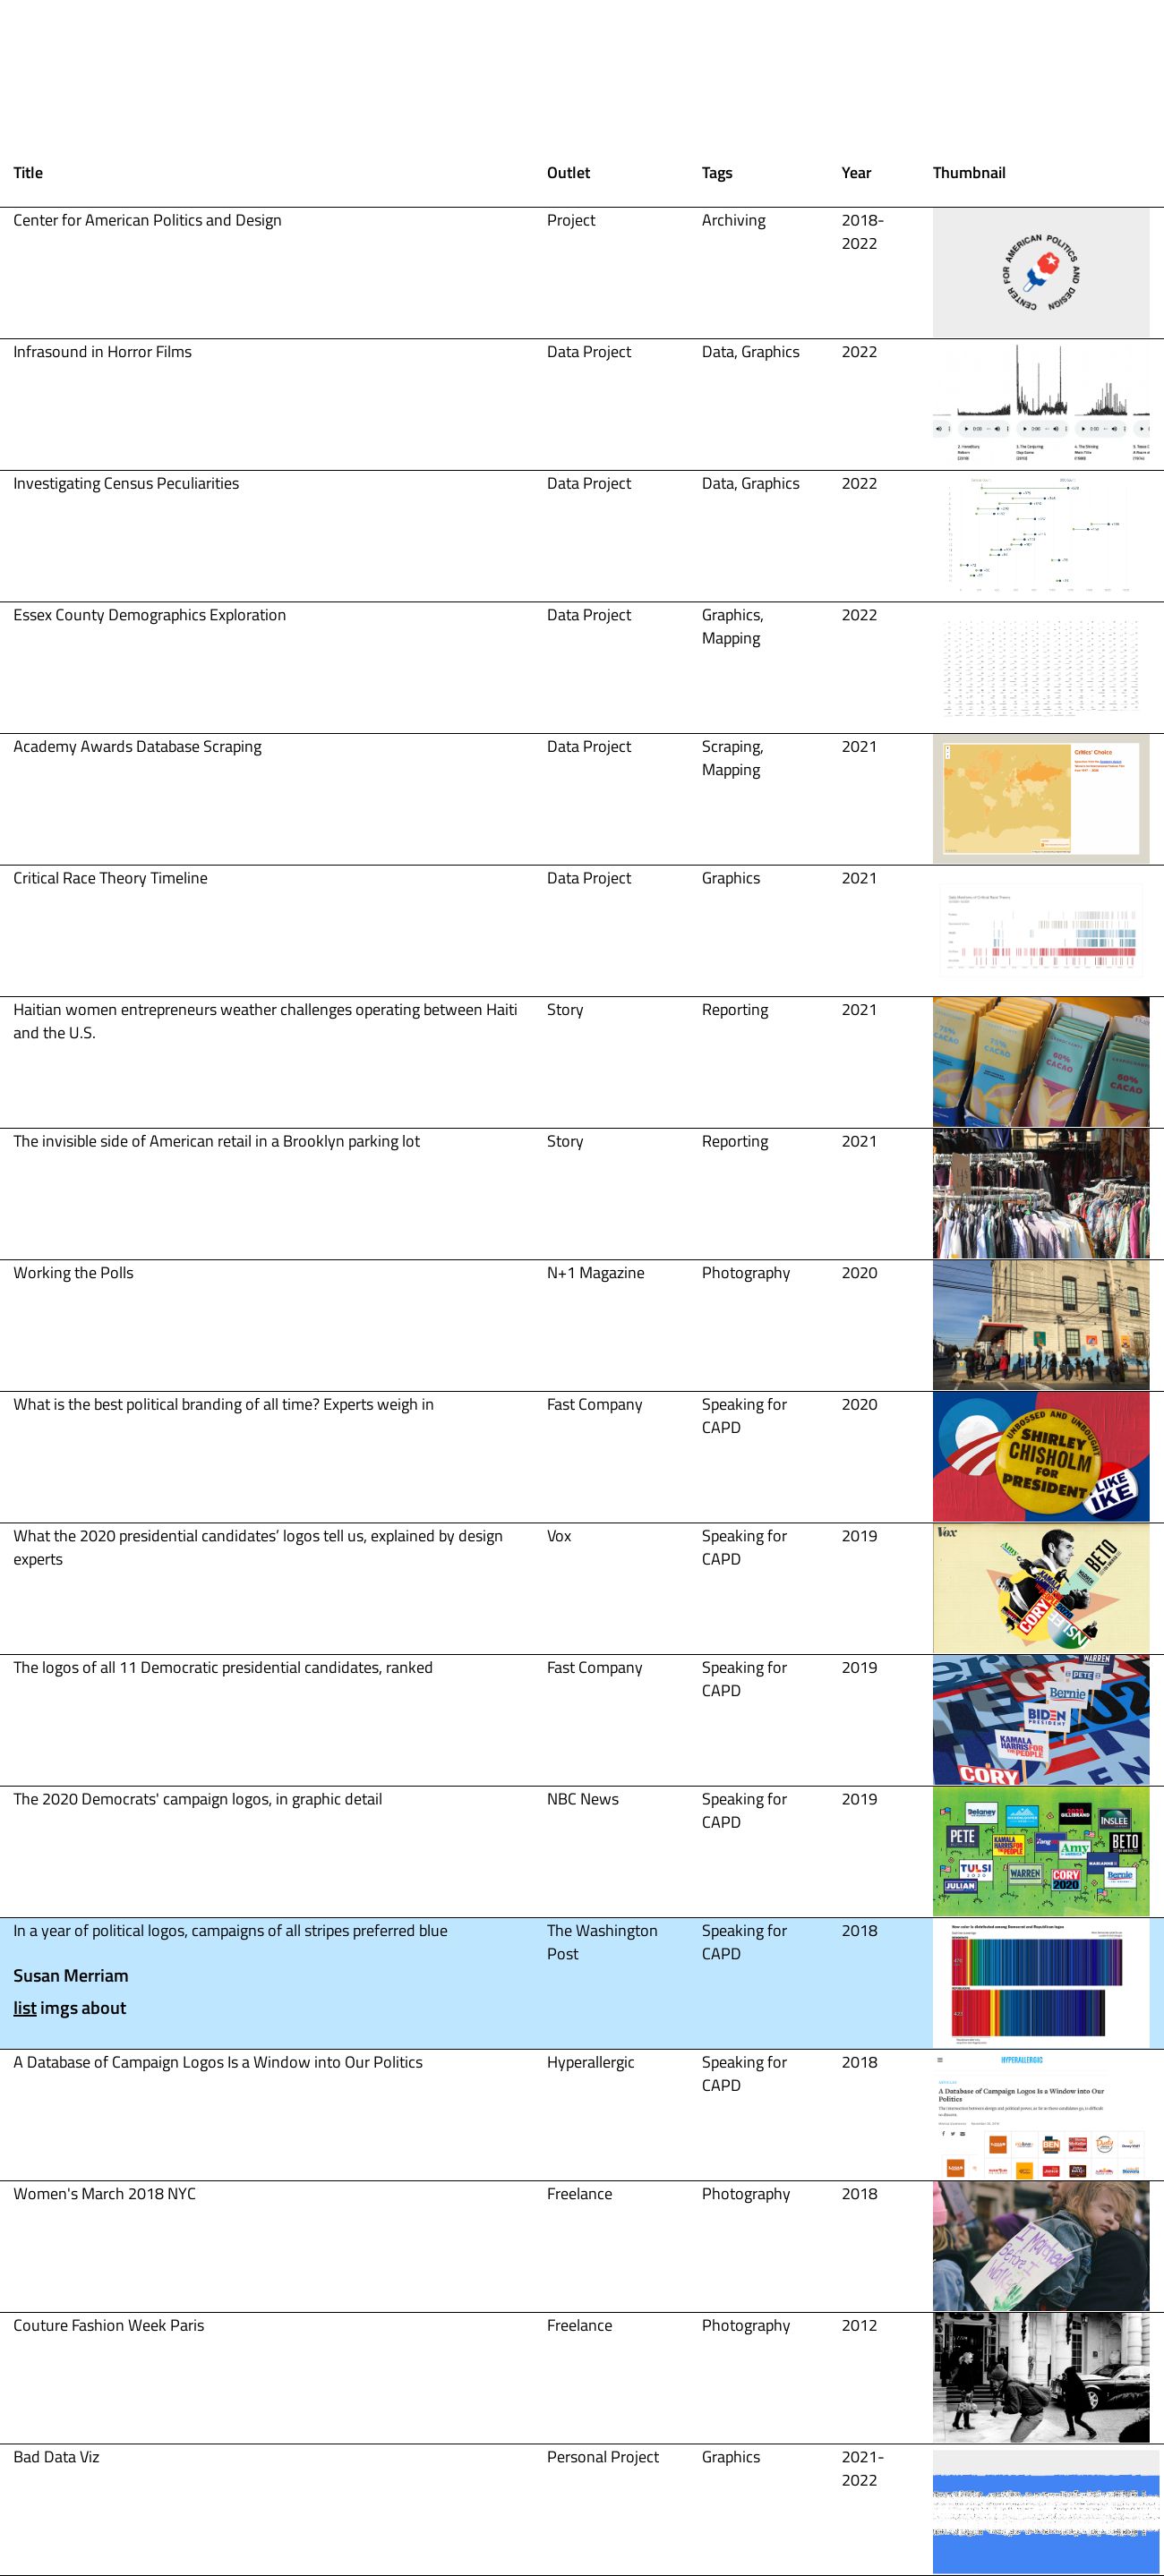 Title Outlet Tags Year Thumbnail
Center for American Politics and Design Project Archiving 2018-
2022
CENTER FOR AMERICAN POLITICS AND DESIGN
Infrasound in Horror Films Data Project Data, Graphics 2022
Investigating Census Peculiarities Data Project Data, Graphics 2022
Essex County Demographics Exploration Data Project Graphics,
Mapping 2022
Academy Awards Database Scraping Data Project Scraping,
Mapping 2021
Critics' Choice
Critical Race Theory Timeline Data Project Graphics 2021
Haitian women entrepreneurs weather challenges operating between Haiti
and the U.S. Story Reporting 2021
75% CACAO
75% CACAO
60% CACAO
60% CACAO
The invisible side of American retail in a Brooklyn parking lot Story Reporting 2021
Working the Polls N+1 Magazine Photography 2020
What is the best political branding of all time? Experts weigh in Fast Company Speaking for
CAPD 2020
UNBOSSED AND UNBOUGHT
SHIRLEY
CHISHOLM
FOR
PRESIDENT
I LIKE
IKE
What the 2020 presidential candidates’ logos tell us, explained by design
experts Vox Speaking for
CAPD 2019
Vox
Amy
BETO
WARREN
KAMALA
CORY
INSLEE
The logos of all 11 Democratic presidential candidates, ranked Fast Company Speaking for
CAPD 2019
WARREN
PETE
Bernie
BIDEN
PRESIDENT
KAMALA
HARRIS FOR
THE PEOPLE
CORY
The 2020 Democrats' campaign logos, in graphic detail NBC News Speaking for
CAPD 2019
Delaney
GILLIBRAND
INSLEE
PETE
KAMALA HARRIS FOR THE PEOPLE
Yang
Amy
BETO
MARIANNE
TULSI
2020
WARREN
CORY
2020
Bernie
JULIAN
In a year of political logos, campaigns of all stripes preferred blue The Washington
Post Speaking for
CAPD 2018
Susan Merriam
list imgs about
A Database of Campaign Logos Is a Window into Our Politics Hyperallergic Speaking for
CAPD 2018
HYPERALLERGIC
A Database of Campaign Logos Is a Window into Our
Politics
Women's March 2018 NYC Freelance Photography 2018
I Marched
Before I
Couture Fashion Week Paris Freelance Photography 2012
Bad Data Viz Personal Project Graphics 2021-
2022